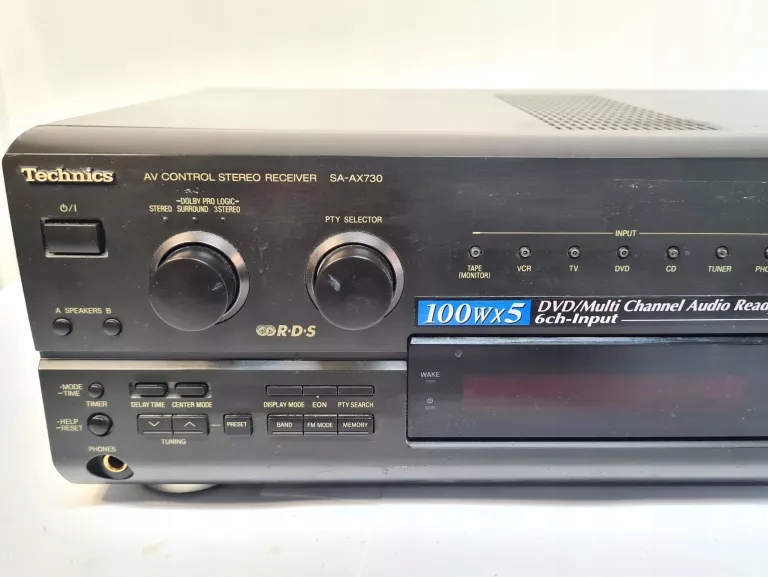 Technics
AV CONTROL STEREO RECEIVER SA-AX730
⏻/I
-DOLBY PRO LOGIC-
STEREO SURROUND 3STEREO
PTY SELECTOR
INPUT
TAPE (MONITOR)
VCR
TV
DVD
CD
TUNER
A SPEAKERS B
R·D·S
100W×5
DVD/Multi Channel Audio
6ch-Input
WAKE
⏻
-MODE
-TIME
TIMER
-HELP
-RESET
PHONES
DELAY TIME
CENTER MODE
TUNING
PRESET
DISPLAY MODE
EON
PTY SEARCH
BAND
FM MODE
MEMORY